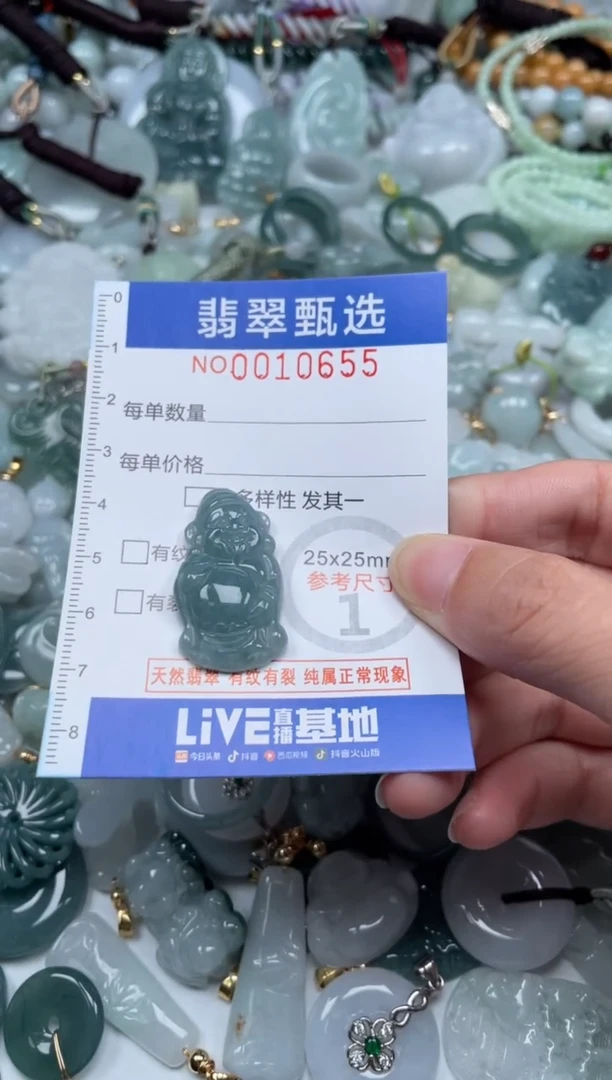 翡翠甄选
NO.0010655
0
1
2
3
4
5
6
7
8
每单数量
每单价格
多样性 发其一
有纹
25x25mm
参考尺寸
有裂
1
天然翡翠 有纹有裂 纯属正常现象
LiVE直播基地
今日头条 抖音 西瓜视频 抖音火山版